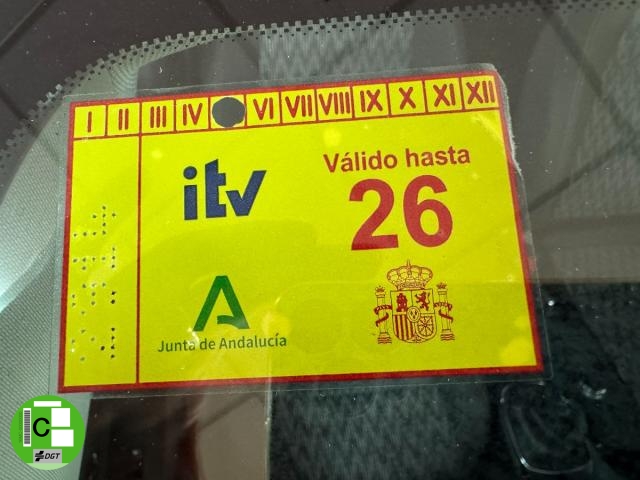 I II III IV VI VII VIII IX X XI XII
itv
Válido hasta
26
Junta de Andalucía
C
DGT